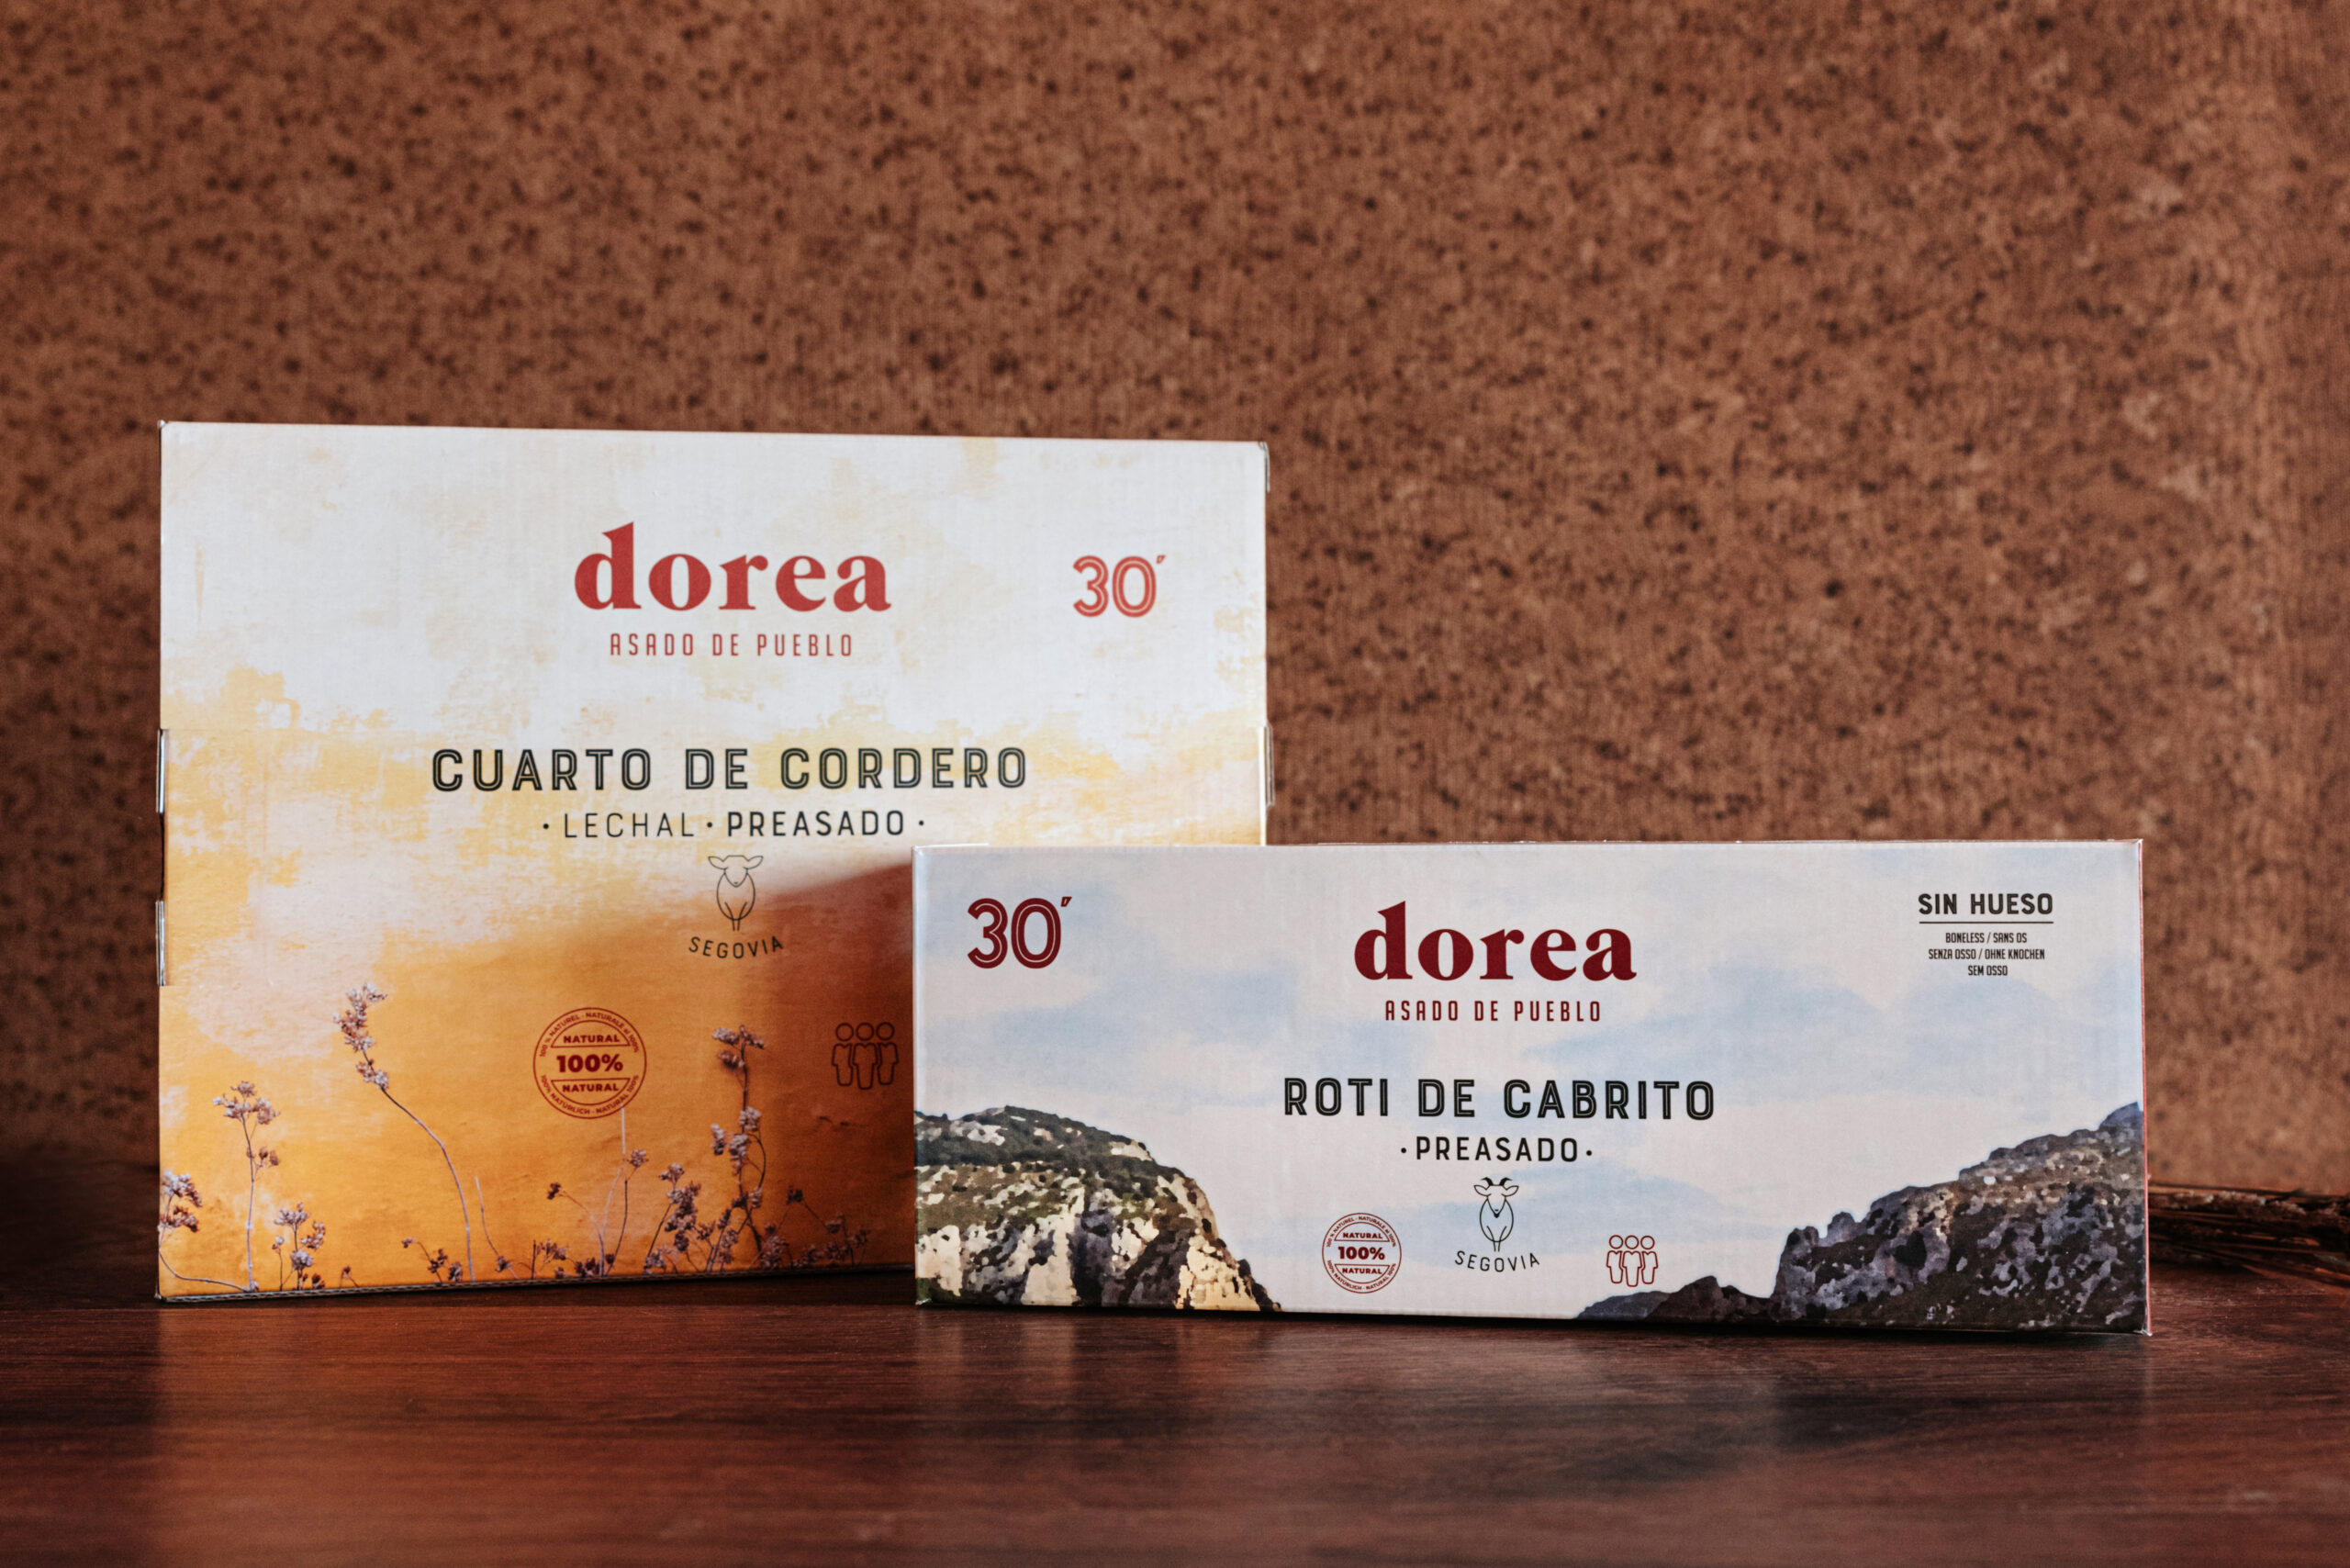 dorea
30'
ASADO DE PUEBLO
CUARTO DE CORDERO
· LECHAL · PREASADO ·
SEGOVIA
NATURAL
100%
NATURAL
30'
dorea
ASADO DE PUEBLO
SIN HUESO
BONELESS / SANS OS
SENZA OSSO / OHNE KNOCHEN
SEM OSSO
ROTI DE CABRITO
· PREASADO ·
SEGOVIA
NATURAL
100%
NATURAL